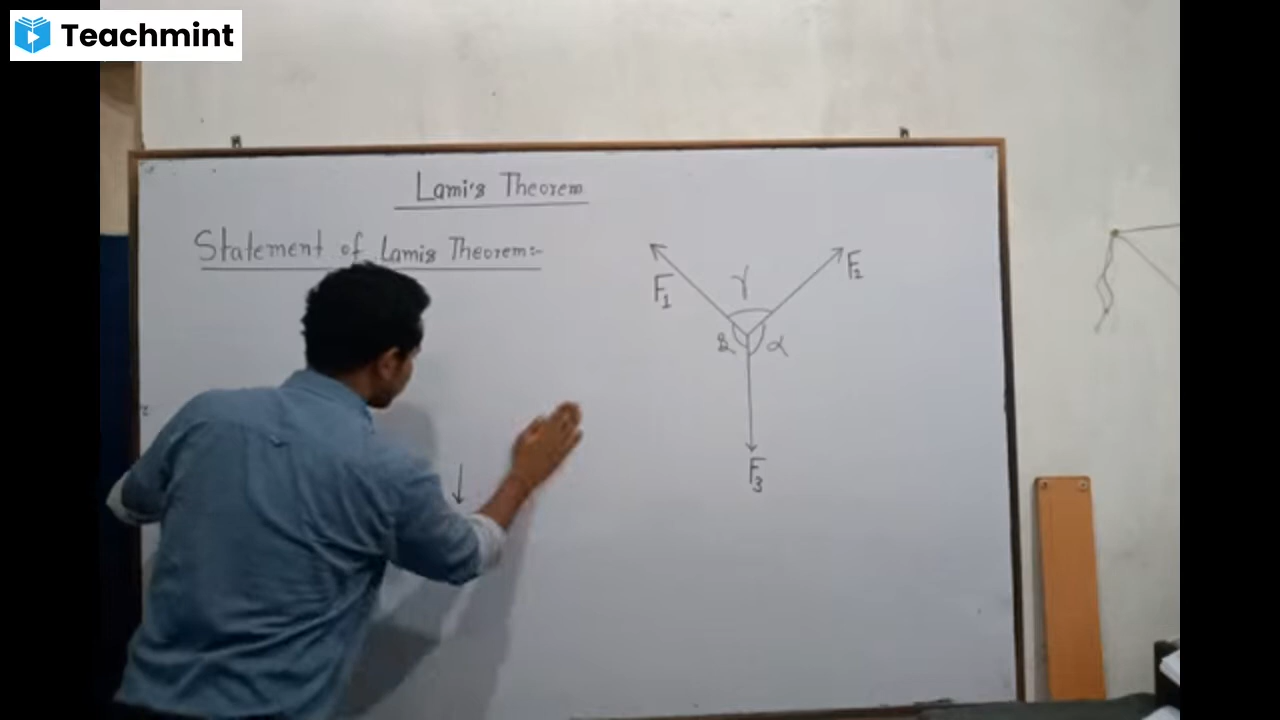 Teachmint
Lami's Theorem
Statement of Lamis Theorem:-
F1
γ
F2
α
F3